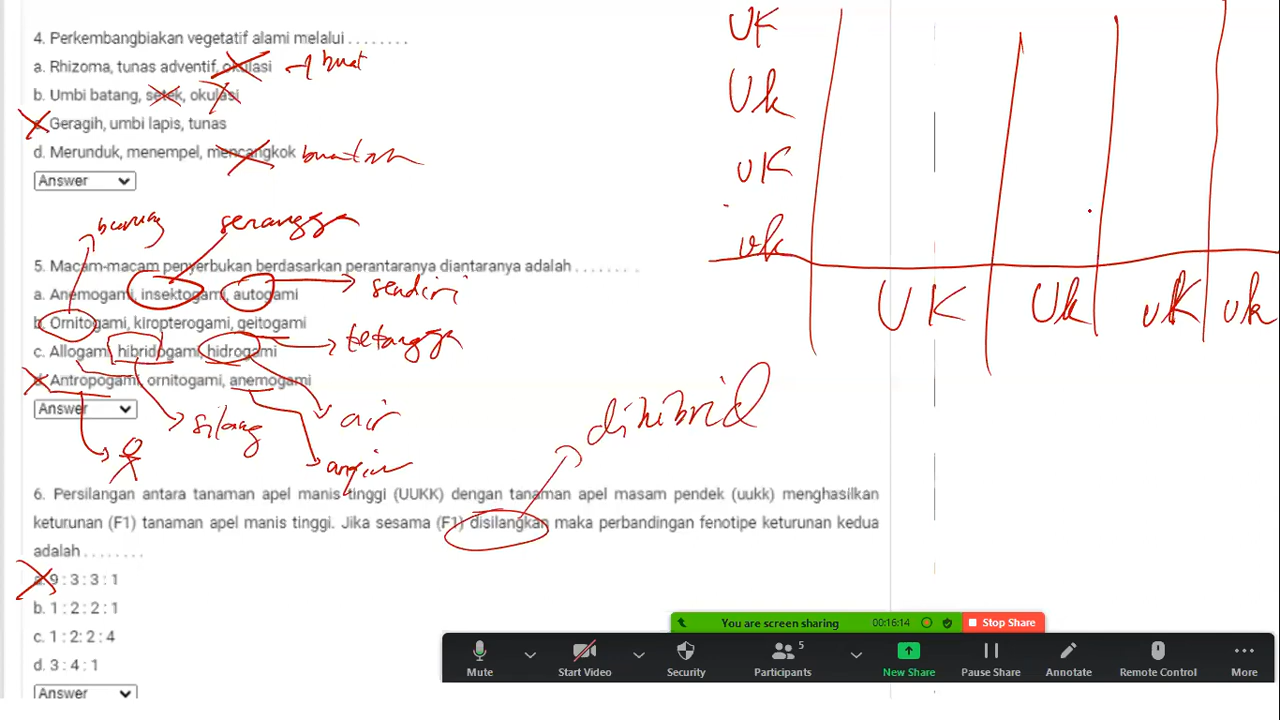 4. Perkembangbiakan vegetatif alami melalui . . . . . . . .
a. Rhizoma, tunas adventif, okulasi → buat
b. Umbi batang, setek, okulasi
c. Geragih, umbi lapis, tunas
d. Merunduk, menempel, mencangkok buatan
Answer
burung serangga
5. Macam-macam penyerbukan berdasarkan perantaranya diantaranya adalah . . . . . . . .
a. Anemogami, insektogami, autogami → sendiri
b. Ornitogami, kiropterogami, geitogami
c. Allogami, hibridogami, hidrogami → tetangga
d. Antropogami, ornitogami, anemogami
Answer
silang air
angin
dihibrid
6. Persilangan antara tanaman apel manis tinggi (UUKK) dengan tanaman apel masam pendek (uukk) menghasilkan
keturunan (F1) tanaman apel manis tinggi. Jika sesama (F1) disilangkan maka perbandingan fenotipe keturunan kedua
adalah . . . . . . . .
a. 9 : 3 : 3 : 1
b. 1 : 2 : 2 : 1
c. 1 : 2: 2 : 4
d. 3 : 4 : 1
Answer
UK
Uk
uK
uk
UK Uk uK uk
You are screen sharing 00:16:14 Stop Share
Mute Start Video Security Participants 5 New Share Pause Share Annotate Remote Control More